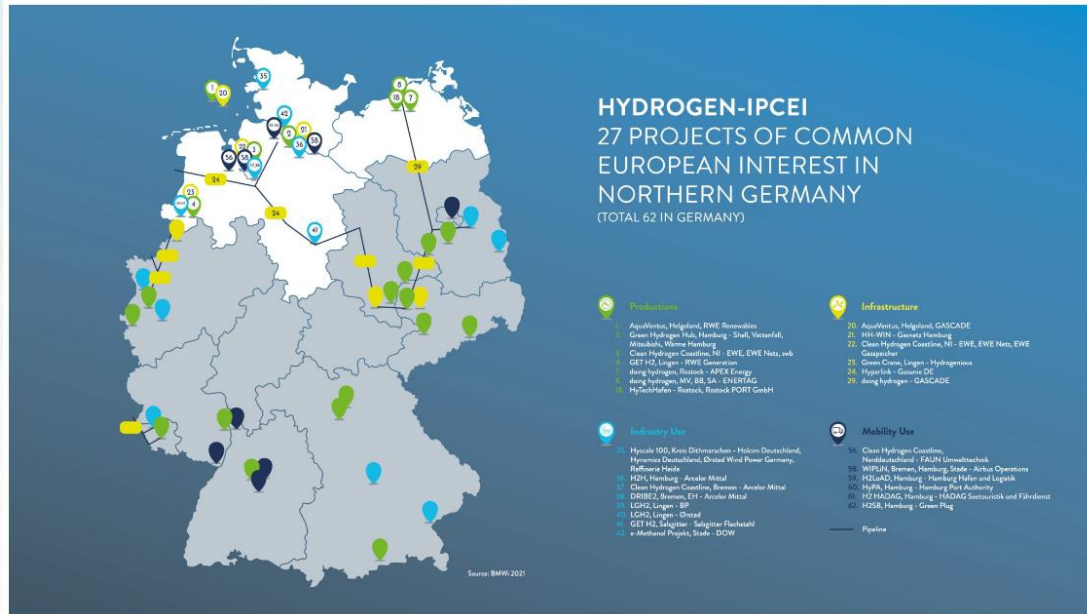 HYDROGEN-IPCEI
27 PROJECTS OF COMMON
EUROPEAN INTEREST IN
NORTHERN GERMANY
(TOTAL 62 IN GERMANY)
1
20
35
8
18
7
42
2
21
36
58
3
56
58
24
29
23
4
24
41
Productions
1. AquaVentus, Helgoland, RWE Renewables
2. Green Hydrogen Hub, Hamburg - Shell, Vattenfall,
Mitsubishi, Warme Hamburg
3. Clean Hydrogen Coastline, NI - EWE, EWE Netz, swb
4. GET H2, Lingen - RWE Generation
7. doing hydrogen, Rostock - APEX Energy
8. doing hydrogen, MV, BB, SA - ENERTAG
18. HyTechHafen - Rostock, Rostock PORT GmbH
Infrastructure
20. AquaVentus, Helgoland, GASCADE
21. HH-WIN - Gasnetz Hamburg
22. Clean Hydrogen Coastline, NI - EWE, EWE Netz, EWE
Gasspeicher
23. Green Crane, Lingen - Hydrogenious
24. Hyperlink - Gasunie DE
29. doing hydrogen - GASCADE
Indrustry Use
35. Hyscale 100, Kreis Dithmarschen - Holcim Deutschland,
Hynamics Deutschland, Ørsted Wind Power Germany,
Raffinerie Heide
36. H2H, Hamburg - Arceler Mittal
37. Clean Hydrogen Coastline, Bremen - Arceler Mittal
38. DRIBE2, Bremen, EH - Arceler Mittal
39. LGH2, Lingen - BP
40. LGH2, Lingen - Ørsted
41. GET H2, Salzgitter - Salzgitter Flachstahl
42. e-Methanol Projekt, Stade - DOW
Mobility Use
56. Clean Hydrogen Coastline,
Norddeutschland - FAUN Umwelttechnik
58. WIPLiN, Bremen, Hamburg, Stade - Airbus Operations
59. H2LoAD, Hamburg - Hamburg Hafen und Logistik
60. HyPA, Hamburg - Hamburg Port Authority
61. H2 HADAG, Hamburg - HADAG Seetouristik und Fährdienst
62. H2SB, Hamburg - Green Plug
Pipeline
Source: BMWi 2021